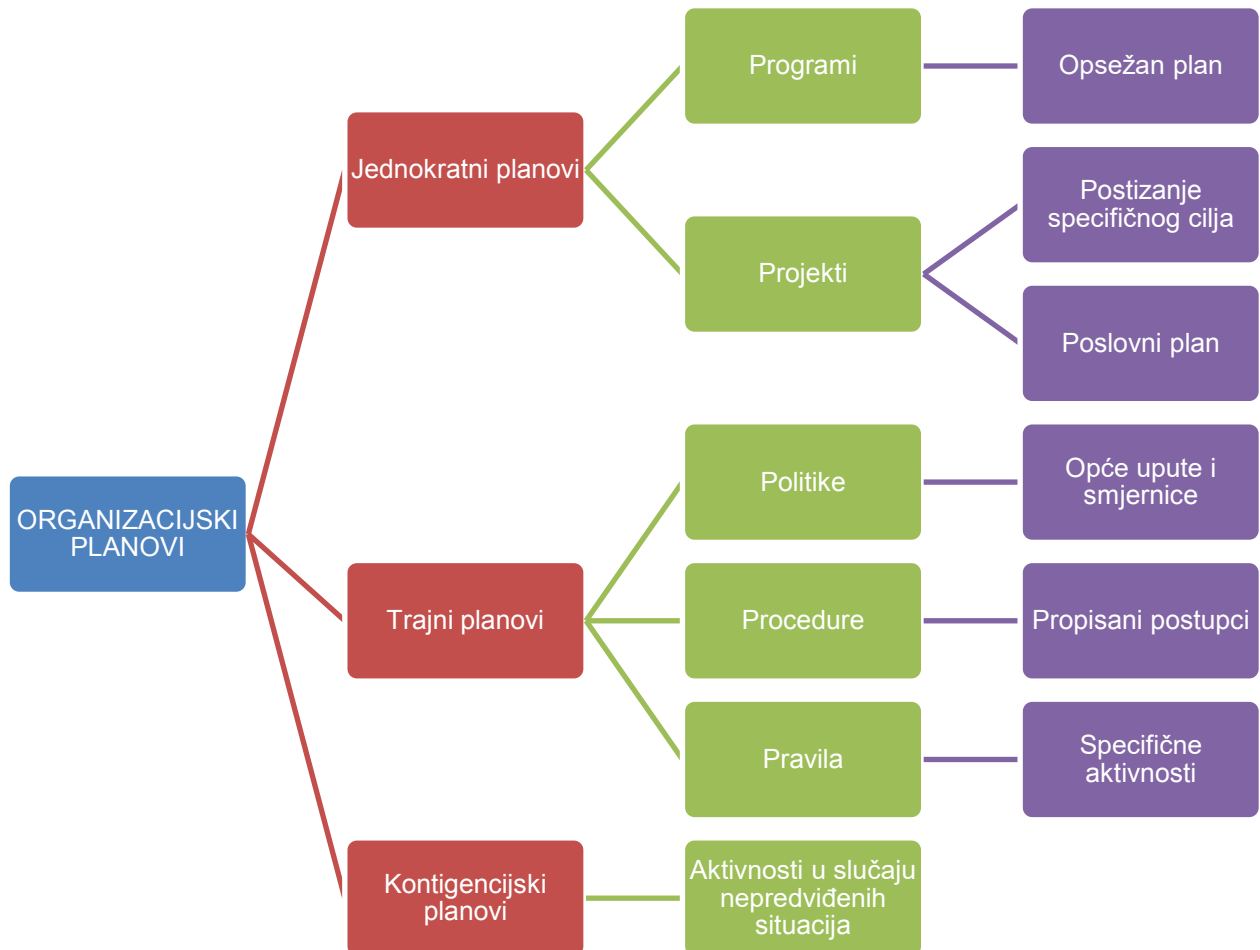 Programi
Opsežan plan
Jednokratni planovi
Postizanje
specifičnog cilja
Projekti
Poslovni plan
ORGANIZACIJSKI
PLANOVI
Politike
Opće upute i
smjernice
Trajni planovi
Procedure
Propisani postupci
Pravila
Specifične
aktivnosti
Kontigencijski
planovi
Aktivnosti u slučaju
nepredviđenih
situacija